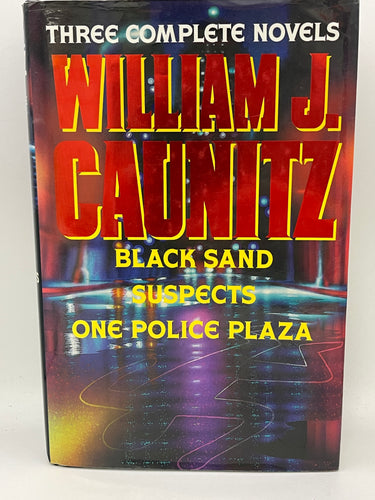 THREE COMPLETE NOVELS
WILLIAM J.
CAUNITZ
BLACK SAND
SUSPECTS
ONE POLICE PLAZA